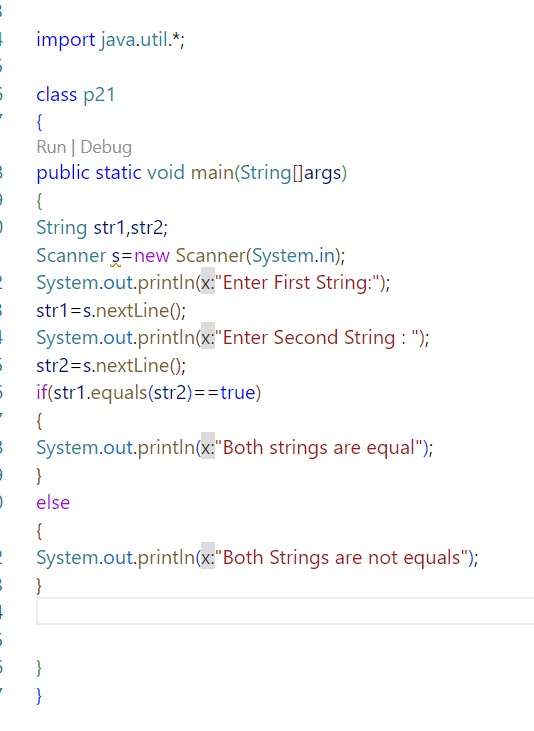 import java.util.*;
class p21
{
Run | Debug
public static void main(String[]args)
{
String str1,str2;
Scanner s=new Scanner(System.in);
System.out.println(x:"Enter First String:");
str1=s.nextLine();
System.out.println(x:"Enter Second String : ");
str2=s.nextLine();
if(str1.equals(str2)==true)
{
System.out.println(x:"Both strings are equal");
}
else
{
System.out.println(x:"Both Strings are not equals");
}
}
}